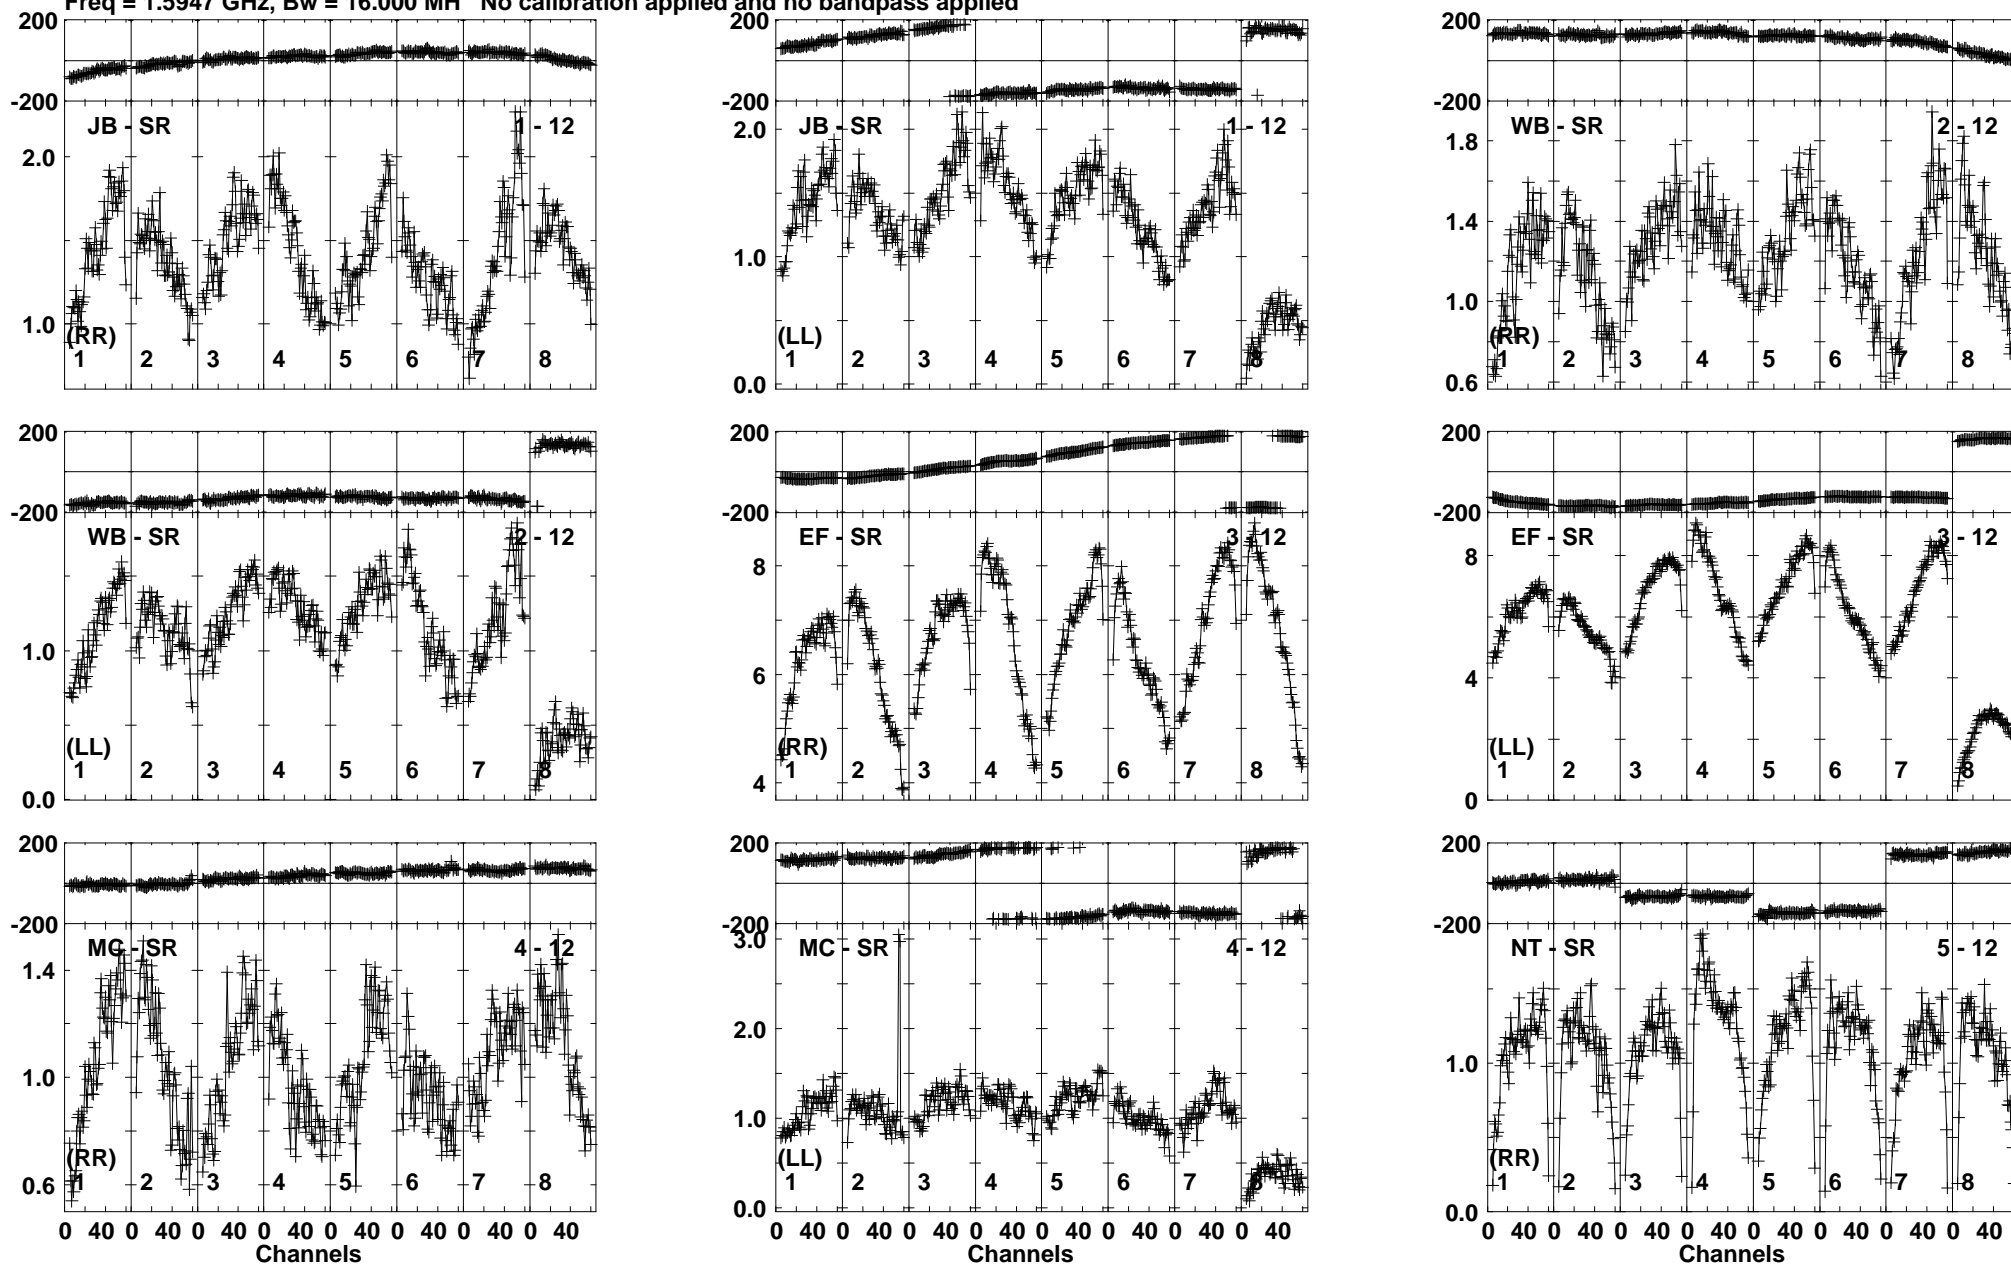 Freq = 1.5947 GHz, Bw = 16.000 MH No calibration applied and no bandpass applied
200 200 200
-200 -200 -200
JB - SR 1 - 12 JB - SR 1 - 12 WB - SR 2 - 12
2.0 2.0 1.8
1.4
1.0 1.0 1.0
(RR) (LL) (RR)
1 2 3 4 5 6 7 8 1 2 3 4 5 6 7 8 1 2 3 4 5 6 7 8
0.0 0.6
200 200 200
-200 -200 -200
WB - SR 2 - 12 EF - SR 3 - 12 EF - SR 3 - 12
8 8
1.0 6 4
(LL) (RR) (LL)
1 2 3 4 5 6 7 8 1 2 3 4 5 6 7 8 1 2 3 4 5 6 7 8
0.0 4 0
200 200 200
-200 -200 -200
MC - SR 4 - 12 MC - SR 4 - 12 NT - SR 5 - 12
3.0
1.4 2.0
1.0 1.0 1.0
(RR) (LL) (RR)
1 2 3 4 5 6 7 8 1 2 3 4 5 6 7 8 1 2 3 4 5 6 7 8
0.6 0.0 0.0
0 40 0 40 0 40 0 40 0 40 0 40 0 40 0 40 0 40 0 40 0 40 0 40 0 40 0 40 0 40 0 40 0 40 0 40 0 40 0 40 0 40 0 40 0 40 0 40
Channels Channels Channels